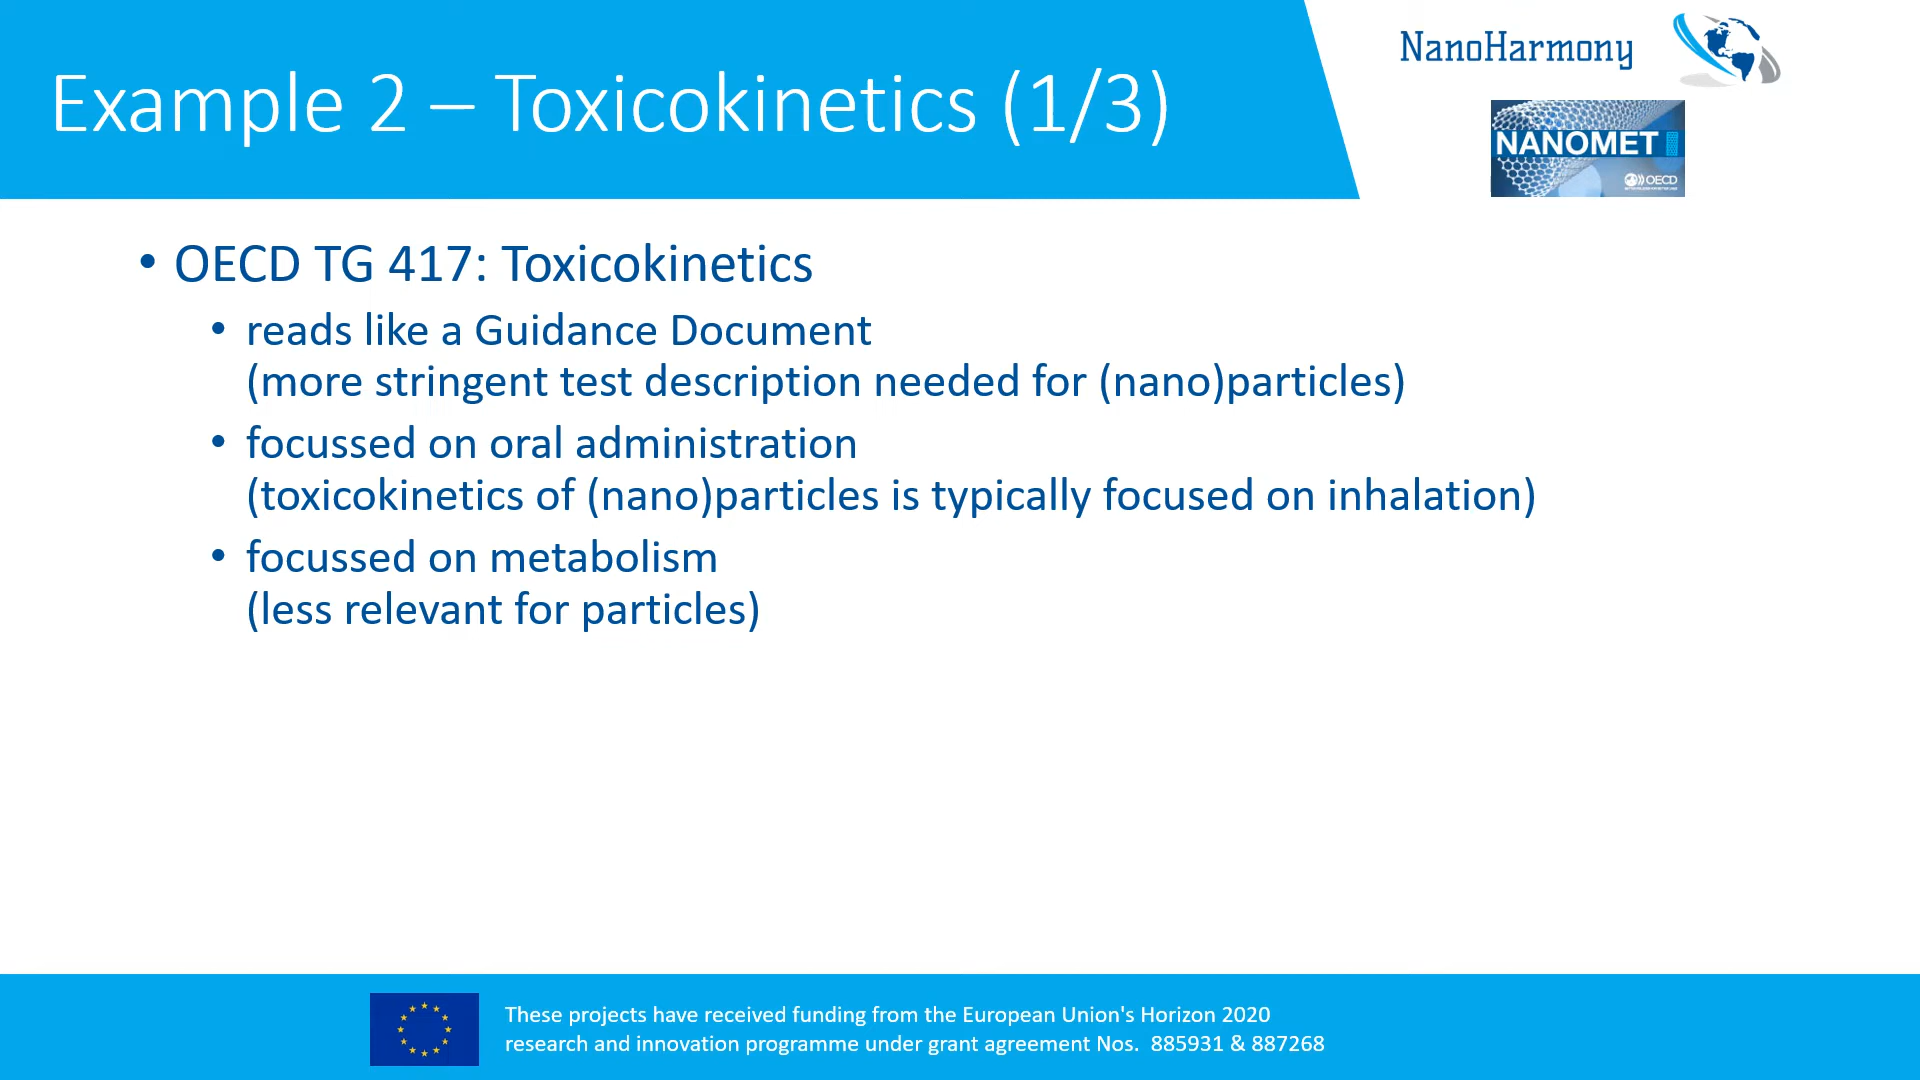 Example 2 – Toxicokinetics (1/3)
NanoHarmony
NANOMET
OECD
• OECD TG 417: Toxicokinetics
• reads like a Guidance Document
(more stringent test description needed for (nano)particles)
• focussed on oral administration
(toxicokinetics of (nano)particles is typically focused on inhalation)
• focussed on metabolism
(less relevant for particles)
These projects have received funding from the European Union's Horizon 2020
research and innovation programme under grant agreement Nos. 885931 & 887268